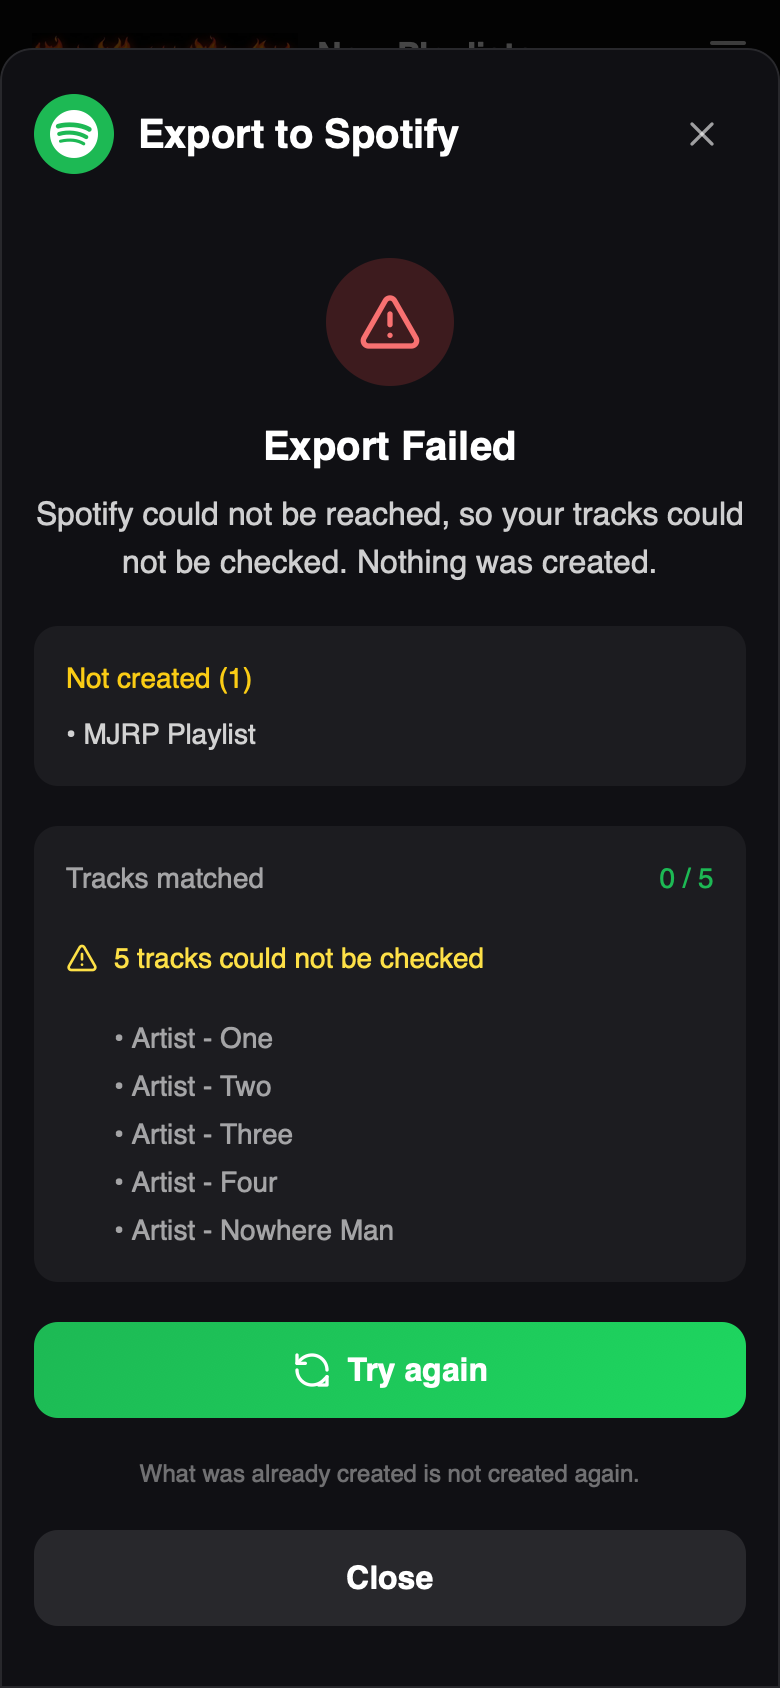 Export to Spotify
Export Failed
Spotify could not be reached, so your tracks could
not be checked. Nothing was created.
Not created (1)
• MJRP Playlist
Tracks matched
0 / 5
5 tracks could not be checked
• Artist - One
• Artist - Two
• Artist - Three
• Artist - Four
• Artist - Nowhere Man
Try again
What was already created is not created again.
Close